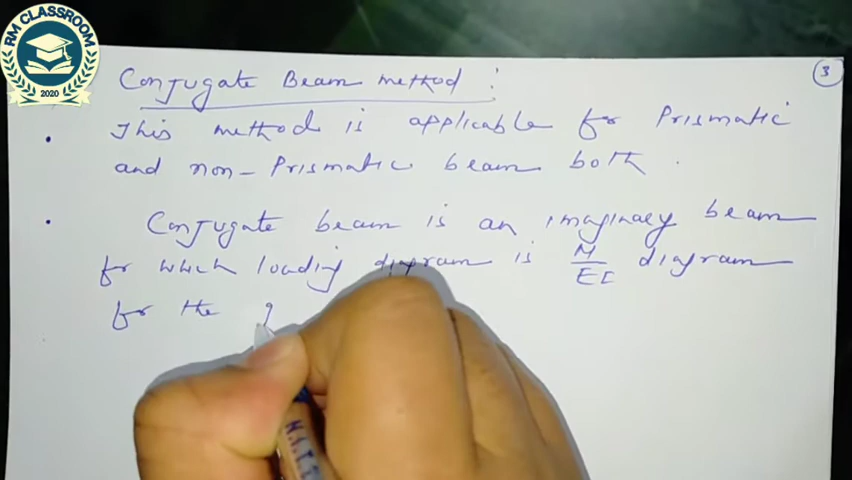 RM CLASSROOM
2020
3
Conjugate Beam method :
• This method is applicable for Prismatic
and non-Prismatic beam both.
• Conjugate beam is an imaginary beam
for which loading diagram is M/EI diagram
for the g
N.I.T.